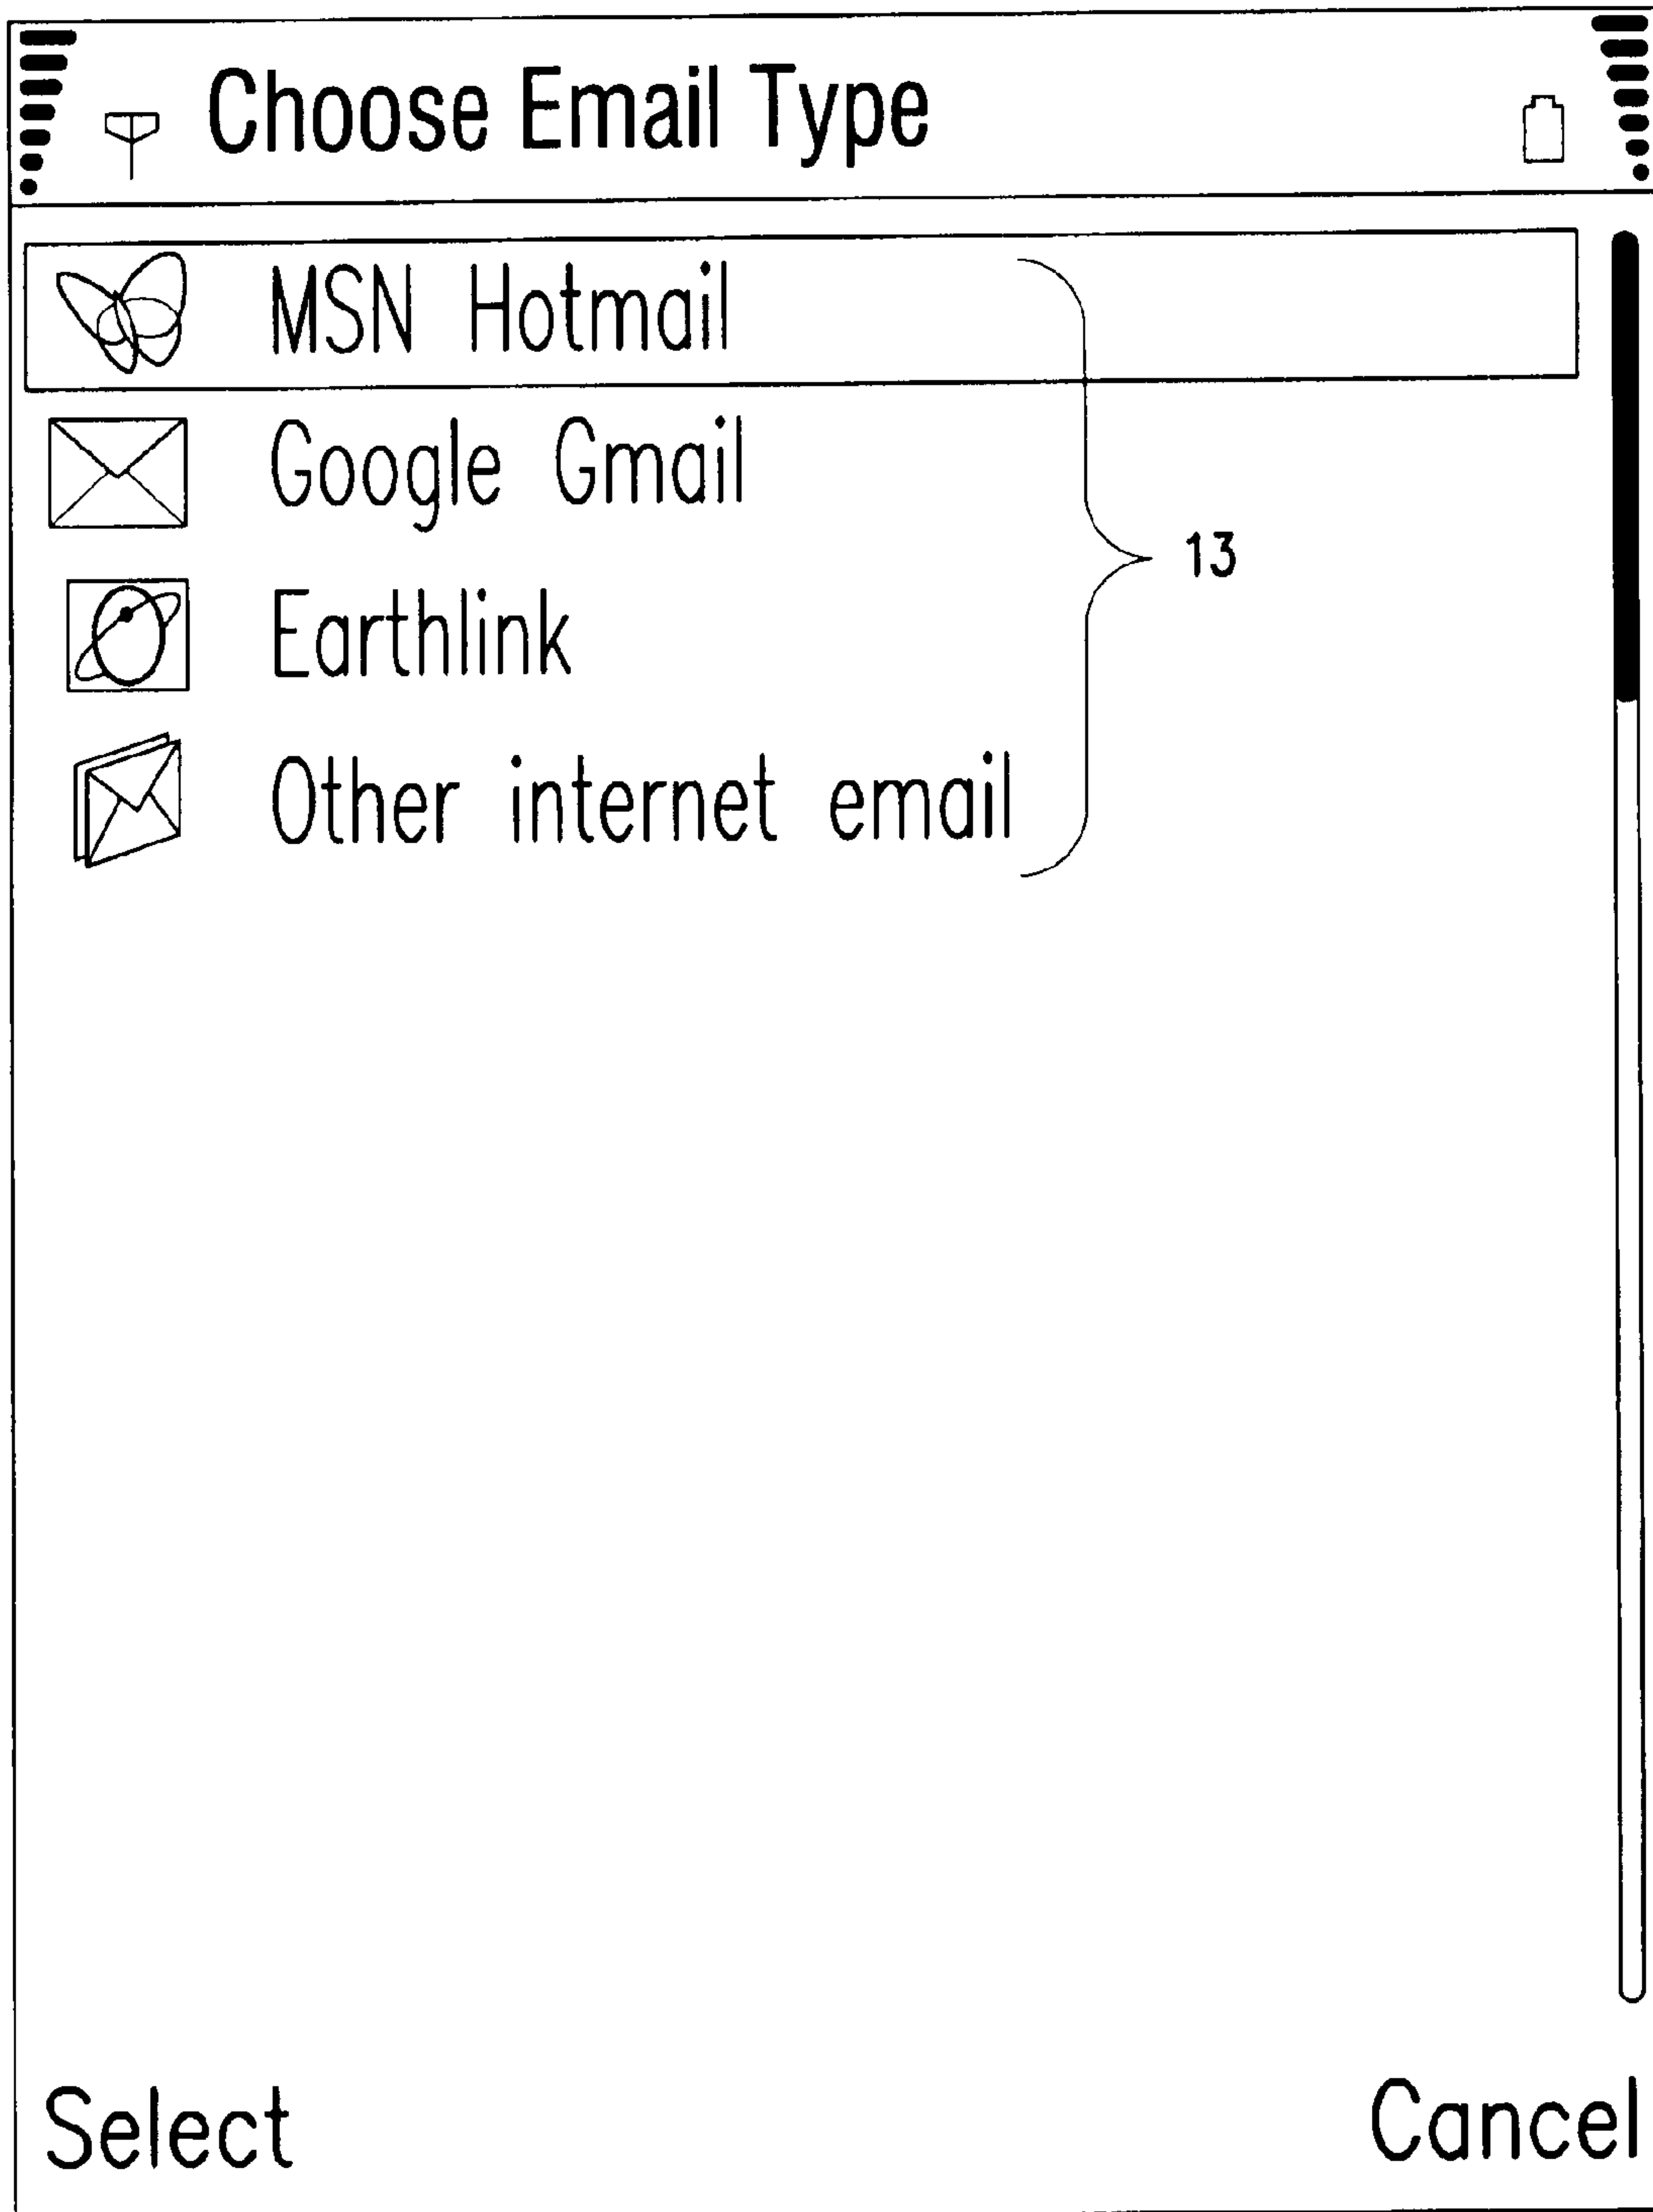 Choose Email Type
MSN Hotmail
Google Gmail
13
Earthlink
Other internet email
Select Cancel